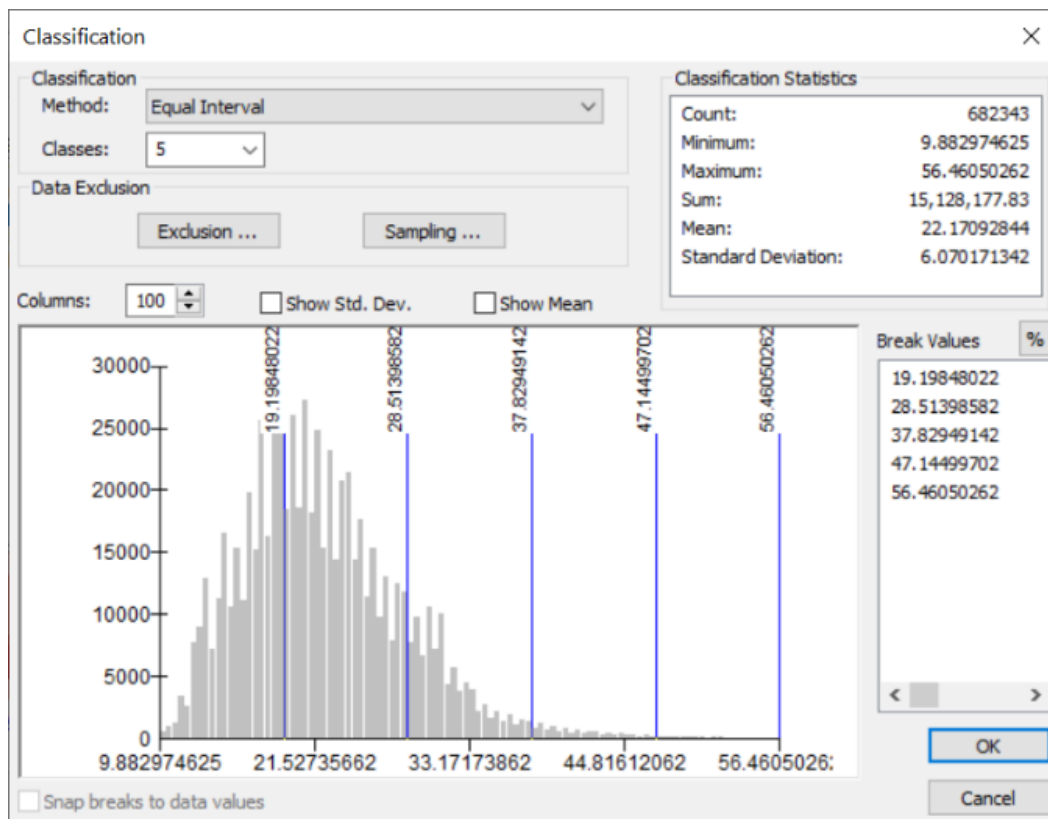 Classification
Classification
Method: Equal Interval
Classes: 5
Data Exclusion
Exclusion ... Sampling ...
Classification Statistics
Count: 682343
Minimum: 9.882974625
Maximum: 56.46050262
Sum: 15,128,177.83
Mean: 22.17092844
Standard Deviation: 6.070171342
Columns: 100 Show Std. Dev. Show Mean
19.19848022 28.51398582 37.82949142 47.14499702 56.46050262
30000
25000
20000
15000
10000
5000
0
9.882974625 21.52735662 33.17173862 44.81612062 56.4605026
Break Values %
19.19848022
28.51398582
37.82949142
47.14499702
56.46050262
OK
Snap breaks to data values
Cancel